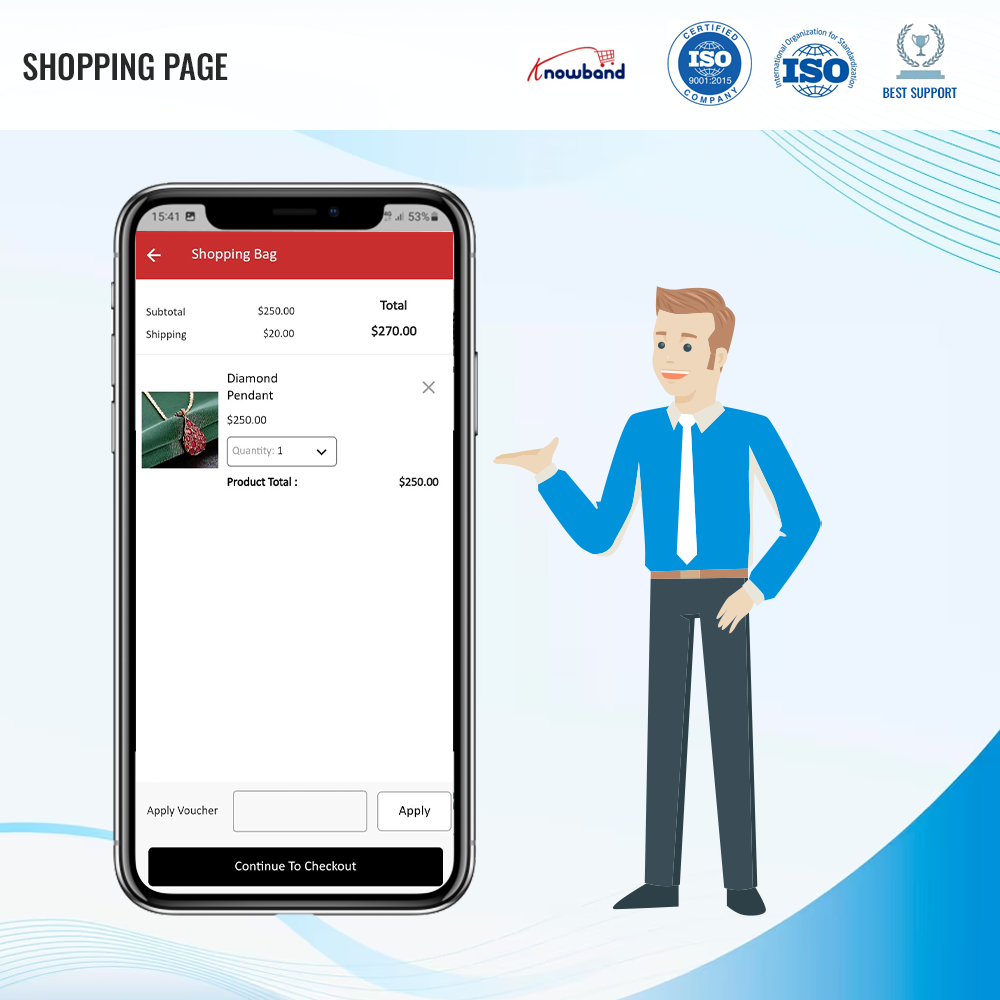 SHOPPING PAGE
Knowband
CERTIFIED
ISO
9001:2015
COMPANY
International Organization for Standardization
ISO
BEST SUPPORT
15:41
53%
Shopping Bag
Subtotal $250.00
Shipping $20.00
Total
$270.00
Diamond
Pendant
$250.00
Quantity: 1
Product Total : $250.00
Apply Voucher
Apply
Continue To Checkout